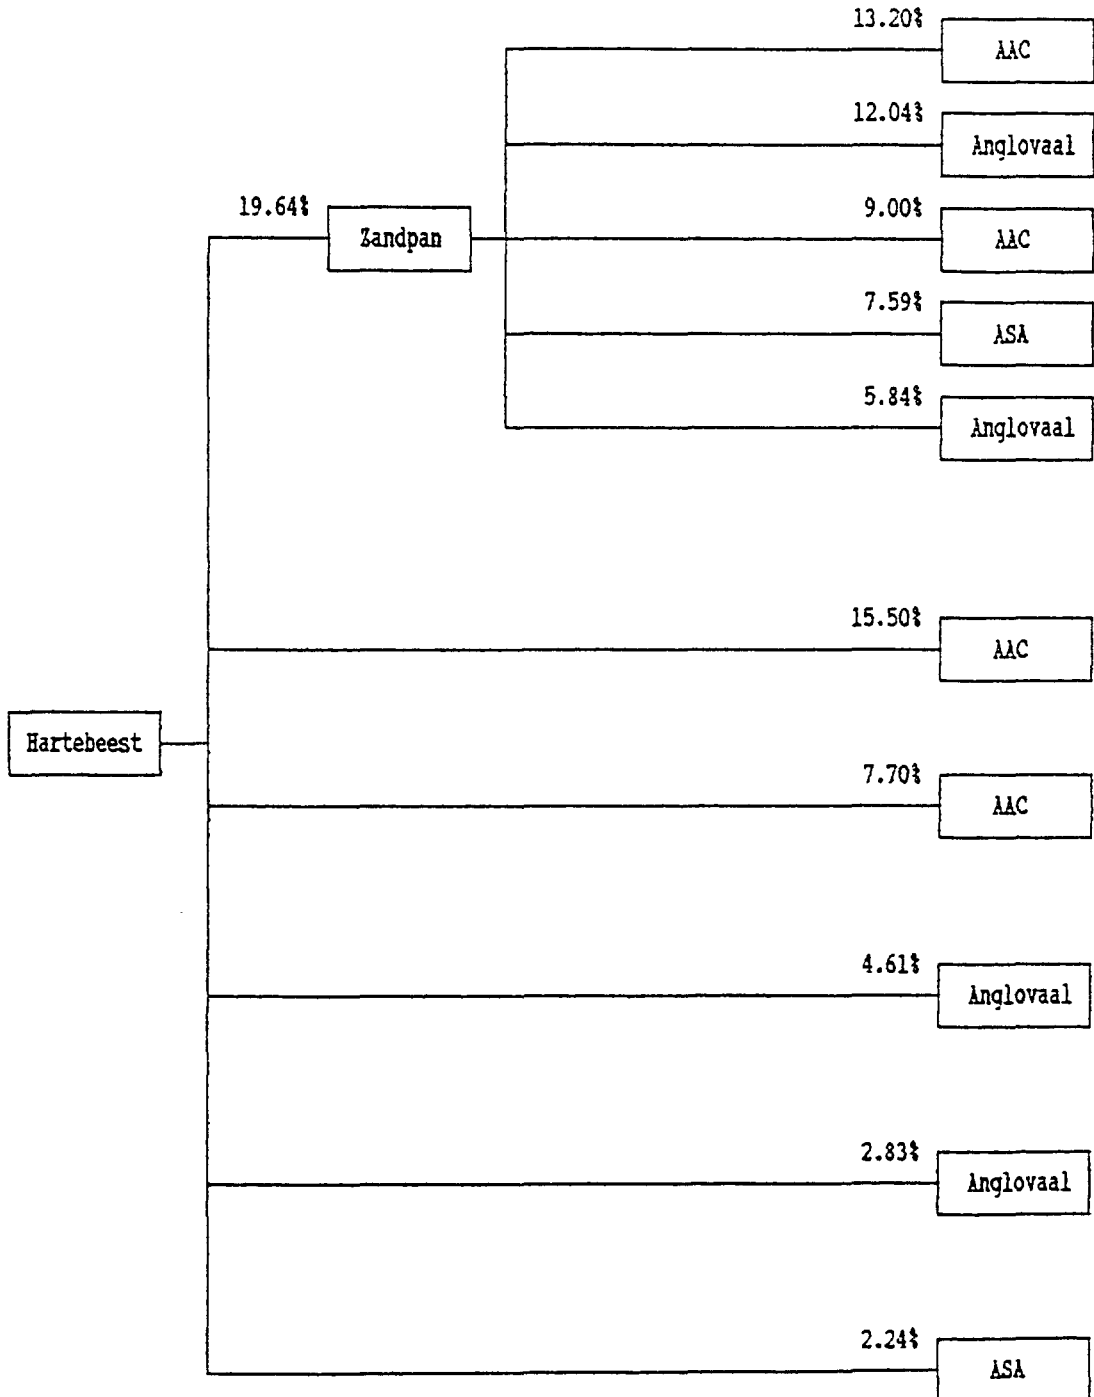 13.20%
AAC
12.04%
Anglovaal
19.64%
Zandpan
9.00%
AAC
7.59%
ASA
5.84%
Anglovaal
15.50%
AAC
Hartebeest
7.70%
AAC
4.61%
Anglovaal
2.83%
Anglovaal
2.24%
ASA